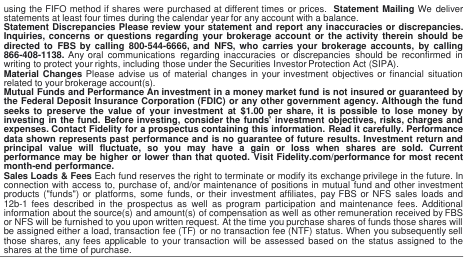 using the FIFO method if shares were purchased at different times or prices. Statement Mailing We deliver
statements at least four times during the calendar year for any account with a balance.
Statement Discrepancies Please review your statement and report any inaccuracies or discrepancies.
Inquiries, concerns or questions regarding your brokerage account or the activity therein should be
directed to FBS by calling 800-544-6666, and NFS, who carries your brokerage accounts, by calling
866-408-1138. Any oral communications regarding inaccuracies or discrepancies should be reconfirmed in
writing to protect your rights, including those under the Securities Investor Protection Act (SIPA).
Material Changes Please advise us of material changes in your investment objectives or financial situation
related to your brokerage account(s).
Mutual Funds and Performance An investment in a money market fund is not insured or guaranteed by
the Federal Deposit Insurance Corporation (FDIC) or any other government agency. Although the fund
seeks to preserve the value of your investment at $1.00 per share, it is possible to lose money by
investing in the fund. Before investing, consider the funds' investment objectives, risks, charges and
expenses. Contact Fidelity for a prospectus containing this information. Read it carefully. Performance
data shown represents past performance and is no guarantee of future results. Investment return and
principal value will fluctuate, so you may have a gain or loss when shares are sold. Current
performance may be higher or lower than that quoted. Visit Fidelity.com/performance for most recent
month-end performance.
Sales Loads & Fees Each fund reserves the right to terminate or modify its exchange privilege in the future. In
connection with access to, purchase of, and/or maintenance of positions in mutual fund and other investment
products ("funds") or platforms, some funds, or their investment affiliates, pay FBS or NFS sales loads and
12b-1 fees described in the prospectus as well as program participation and maintenance fees. Additional
information about the source(s) and amount(s) of compensation as well as other remuneration received by FBS
or NFS will be furnished to you upon written request. At the time you purchase shares of funds those shares will
be assigned either a load, transaction fee (TF) or no transaction fee (NTF) status. When you subsequently sell
those shares, any fees applicable to your transaction will be assessed based on the status assigned to the
shares at the time of purchase.